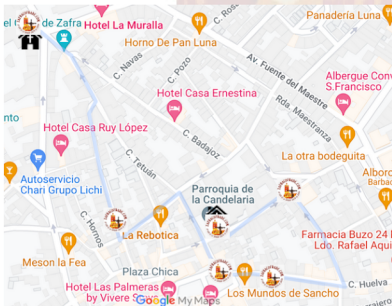 Hotel La Muralla
Panadería Luna
de Zafra
Horno De Pan Luna
C. Navas
C. Pozo
Av. Fuente del Maestre
Albergue Conv
S.Francisco
Hotel Casa Ernestina
Rda. Maestranza
nto
Hotel Casa Ruy López
C. Badajoz
La otra bodeguita
Autoservicio
Chari Grupo Lichi
C. Tetuán
Parroquia de
la Candelaria
Alboro
Barbac
C. Hornos
La Rebotica
Farmacia Buzo 24
Ldo. Rafael Aqui
Meson la Fea
Plaza Chica
C. Huelva
Hotel Las Palmeras
by Vivere S
Los Mundos de Sancho
Google My Maps